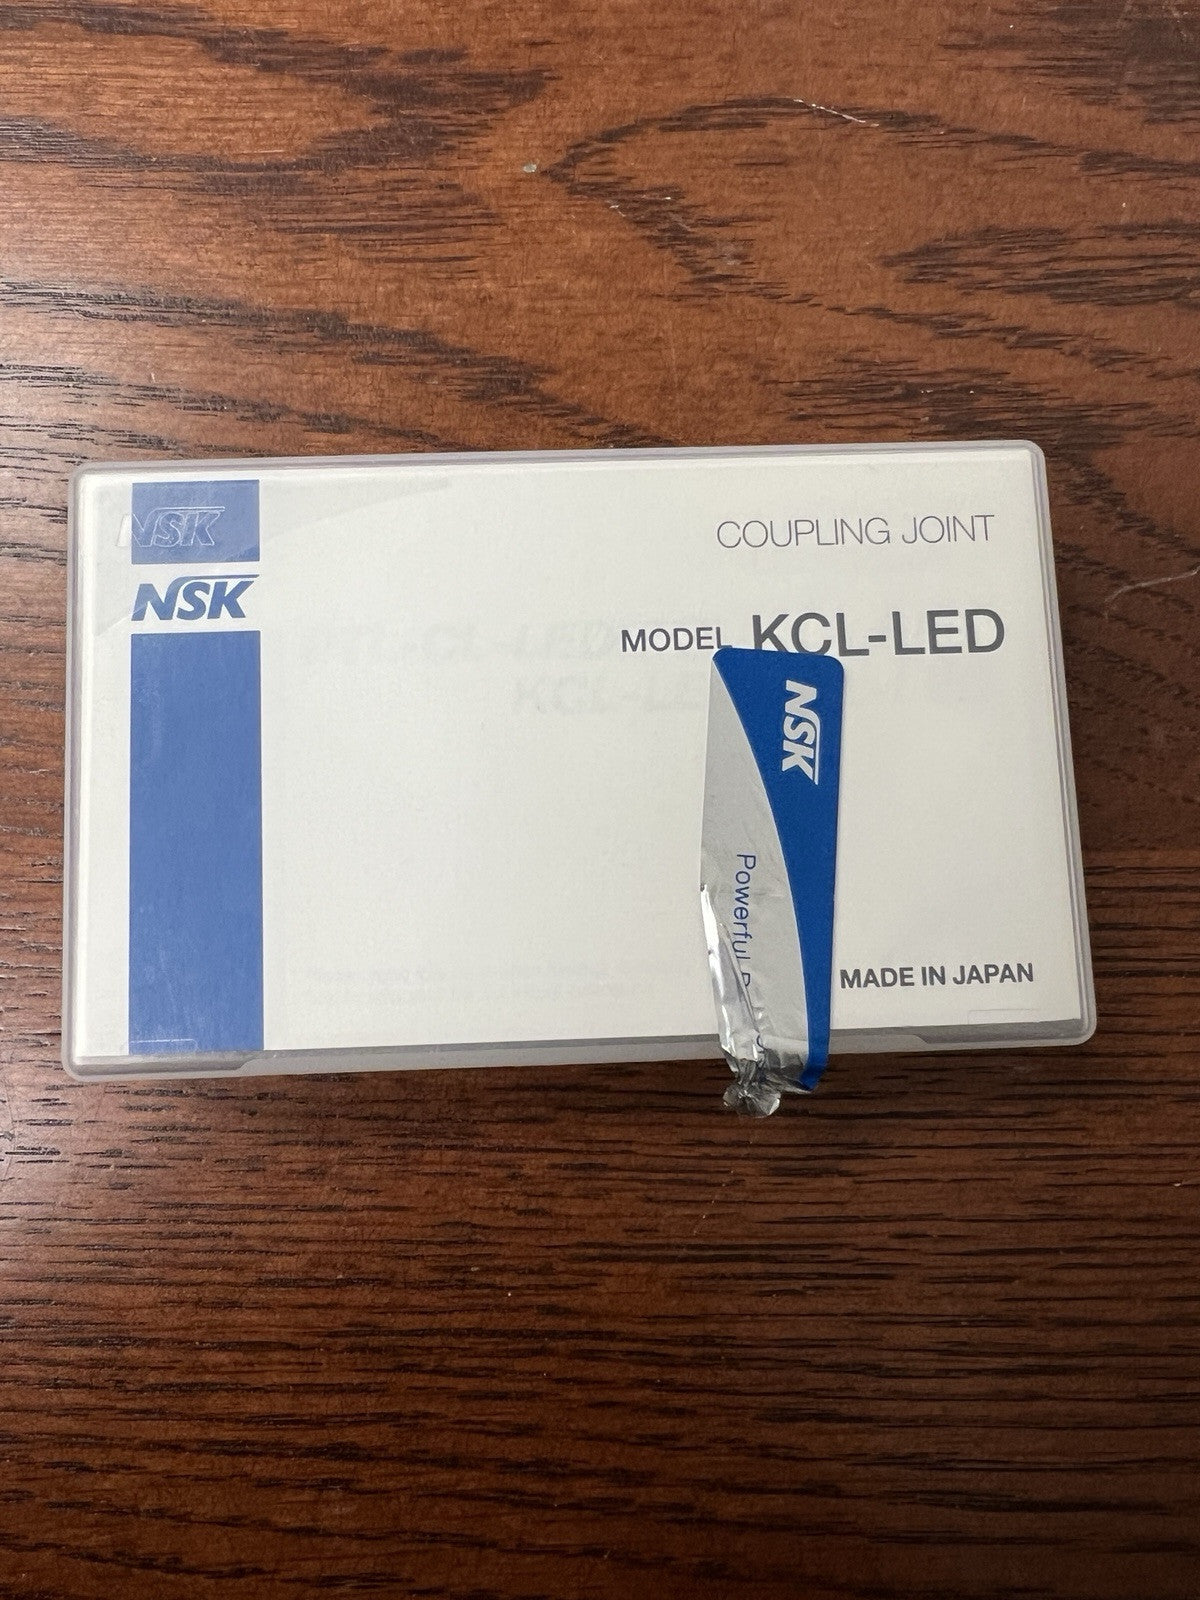 NSK
NSK
COUPLING JOINT
MODEL KCL-LED
NSK
Powerful
MADE IN JAPAN